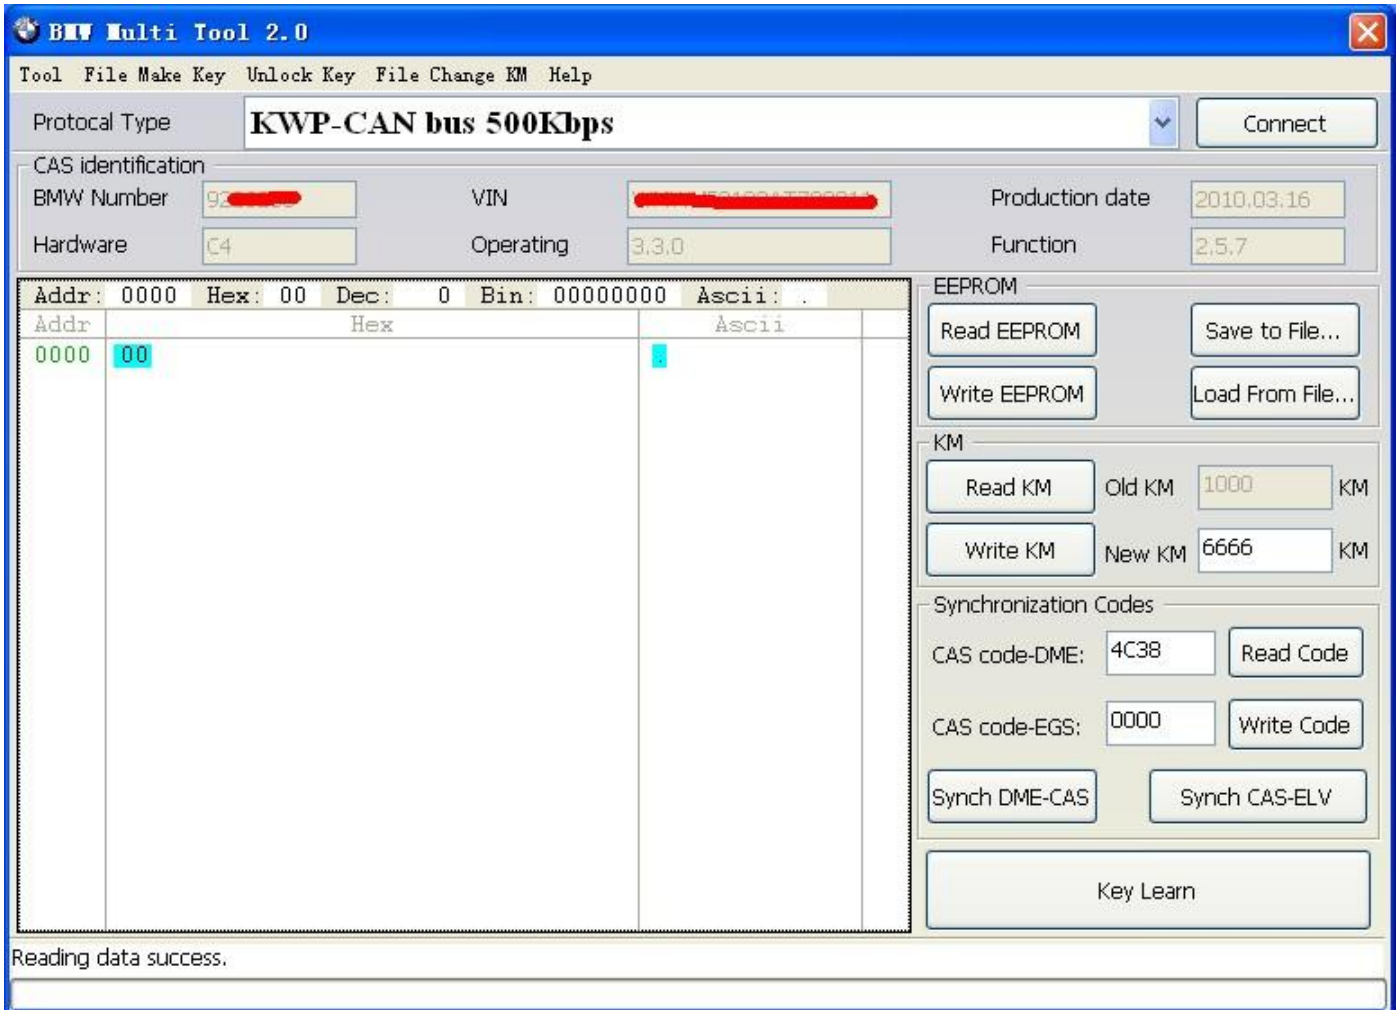 BMW Multi Tool 2.0
Tool File Make Key Unlock Key File Change KM Help
Protocal Type KWP-CAN bus 500Kbps Connect
CAS identification
BMW Number VIN Production date 2010.03.16
Hardware C4 Operating 3.3.0 Function 2.5.7
Addr: 0000 Hex: 00 Dec: 0 Bin: 00000000 Ascii: .
Addr Hex Ascii
0000 00 .
EEPROM
Read EEPROM Save to File...
Write EEPROM Load From File...
KM
Read KM Old KM 1000 KM
Write KM New KM 6666 KM
Synchronization Codes
CAS code-DME: 4C38 Read Code
CAS code-EGS: 0000 Write Code
Synch DME-CAS Synch CAS-ELV
Key Learn
Reading data success.